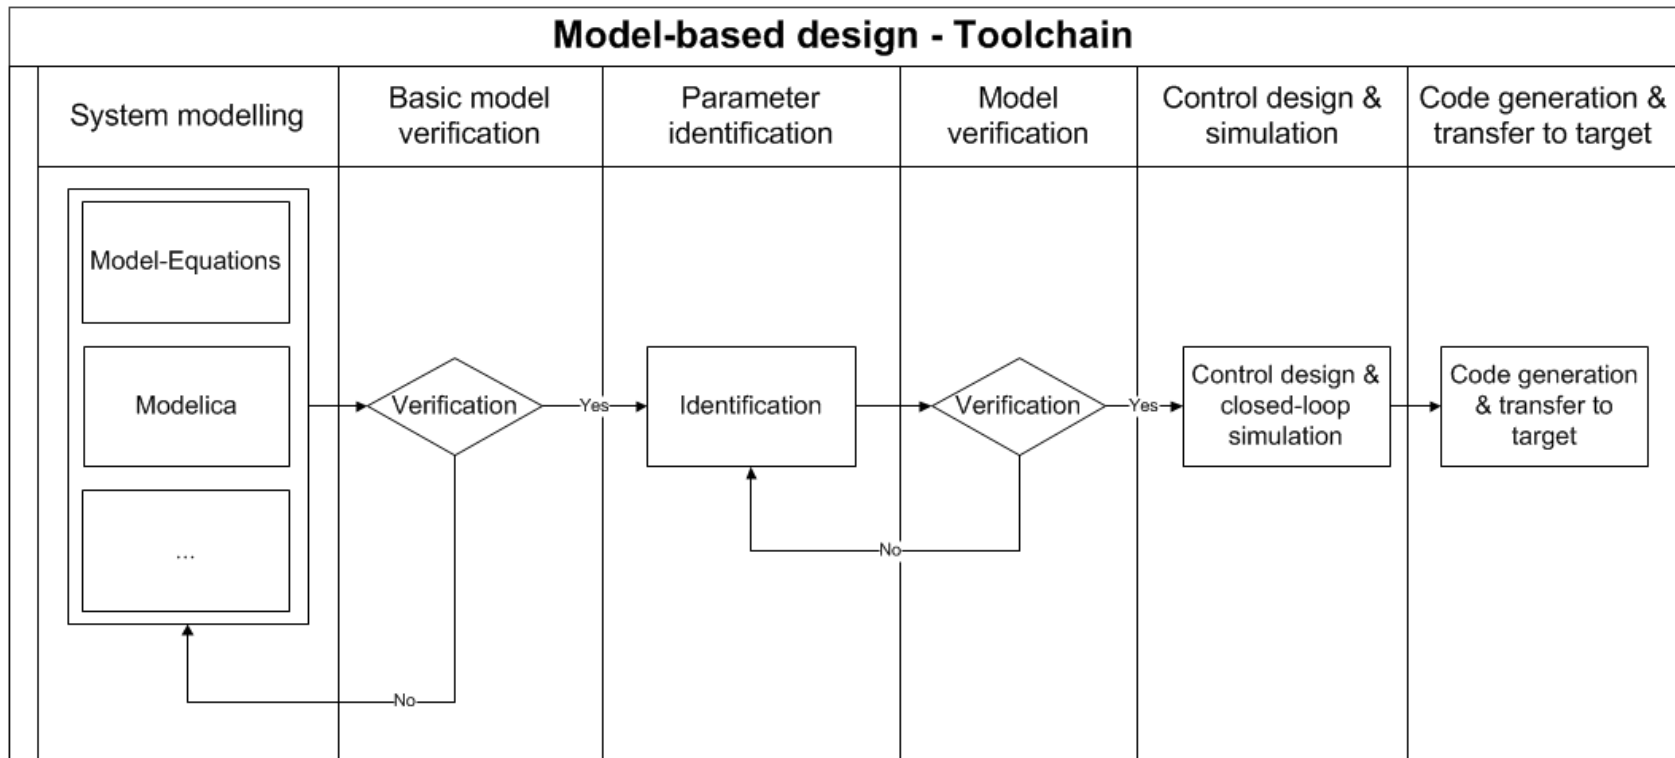 Model-based design - Toolchain
System modelling
Basic model
verification
Parameter
identification
Model
verification
Control design &
simulation
Code generation &
transfer to target
Model-Equations
Modelica
...
Verification
Yes
Identification
Verification
Yes
Control design &
closed-loop
simulation
Code generation
& transfer to
target
No
No